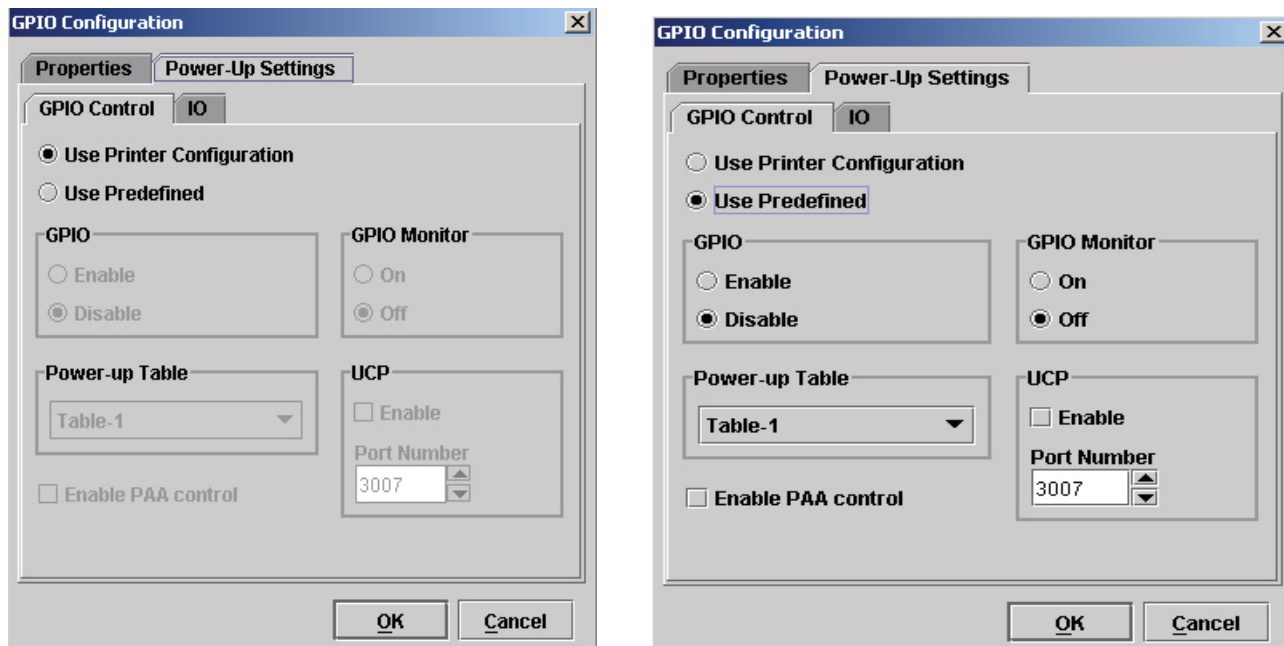 GPIO Configuration
Properties Power-Up Settings
GPIO Control IO
Use Printer Configuration
Use Predefined
GPIO GPIO Monitor
Enable On
Disable Off
Power-up Table UCP
Table-1 Enable
Port Number
3007
Enable PAA control
OK Cancel
GPIO Configuration
Properties Power-Up Settings
GPIO Control IO
Use Printer Configuration
Use Predefined
GPIO GPIO Monitor
Enable On
Disable Off
Power-up Table UCP
Table-1 Enable
Port Number
3007
Enable PAA control
OK Cancel